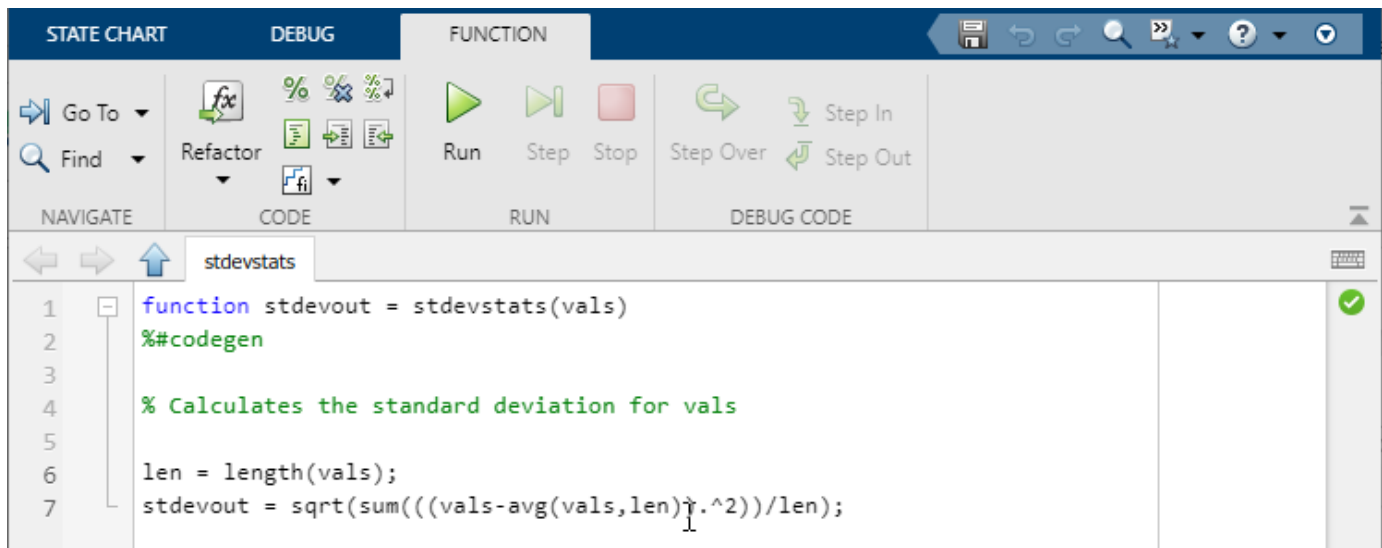 STATE CHART DEBUG FUNCTION
Go To
Find
Refactor
fi
Run Step Stop
Step Over
Step In
Step Out
NAVIGATE CODE RUN DEBUG CODE
stdevstats
1 function stdevout = stdevstats(vals)
2 %#codegen
3
4 % Calculates the standard deviation for vals
5
6 len = length(vals);
7 stdevout = sqrt(sum(((vals-avg(vals,len)).^2))/len);